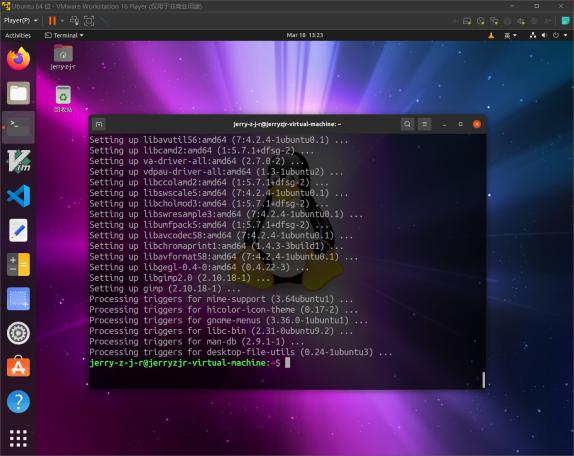 Ubuntu 64 位 - VMware Workstation 16 Player (仅用于非商业用途)
Player(P)
Activities
Terminal
Mar 18 13:23
英
jerry-z-j-r
回收站
jerry-z-j-r@jerryzjr-virtual-machine: ~
Setting up libavutil56:amd64 (7:4.2.4-1ubuntu0.1) ...
Setting up libcamd2:amd64 (1:5.7.1+dfsg-2) ...
Setting up va-driver-all:amd64 (2.7.0-2) ...
Setting up vdpau-driver-all:amd64 (1.3-1ubuntu2) ...
Setting up libccolamd2:amd64 (1:5.7.1+dfsg-2) ...
Setting up libswscale5:amd64 (7:4.2.4-1ubuntu0.1) ...
Setting up libcholmod3:amd64 (1:5.7.1+dfsg-2) ...
Setting up libswresample3:amd64 (7:4.2.4-1ubuntu0.1) ...
Setting up libumfpack5:amd64 (1:5.7.1+dfsg-2) ...
Setting up libavcodec58:amd64 (7:4.2.4-1ubuntu0.1) ...
Setting up libchromaprint1:amd64 (1.4.3-3build1) ...
Setting up libavformat58:amd64 (7:4.2.4-1ubuntu0.1) ...
Setting up libgegl-0.4-0:amd64 (0.4.22-3) ...
Setting up libgimp2.0 (2.10.18-1) ...
Setting up gimp (2.10.18-1) ...
Processing triggers for mime-support (3.64ubuntu1) ...
Processing triggers for hicolor-icon-theme (0.17-2) ...
Processing triggers for gnome-menus (3.36.0-1ubuntu1) ...
Processing triggers for libc-bin (2.31-0ubuntu9.2) ...
Processing triggers for man-db (2.9.1-1) ...
Processing triggers for desktop-file-utils (0.24-1ubuntu3) ...
jerry-z-j-r@jerryzjr-virtual-machine:~$